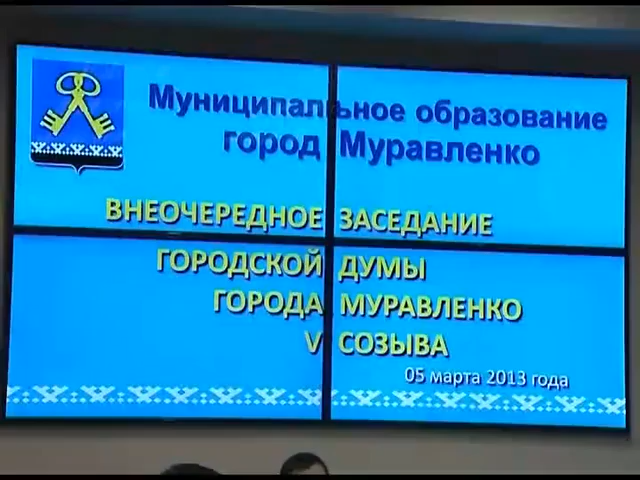 Муниципальное образование
город Муравленко
ВНЕОЧЕРЕДНОЕ ЗАСЕДАНИЕ
ГОРОДСКОЙ ДУМЫ
ГОРОДА МУРАВЛЕНКО
V СОЗЫВА
05 марта 2013 года